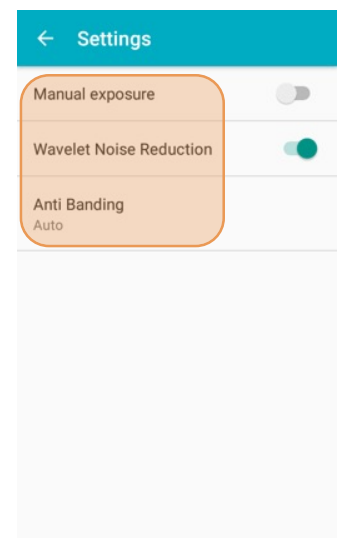 Settings
Manual exposure
Wavelet Noise Reduction
Anti Banding
Auto